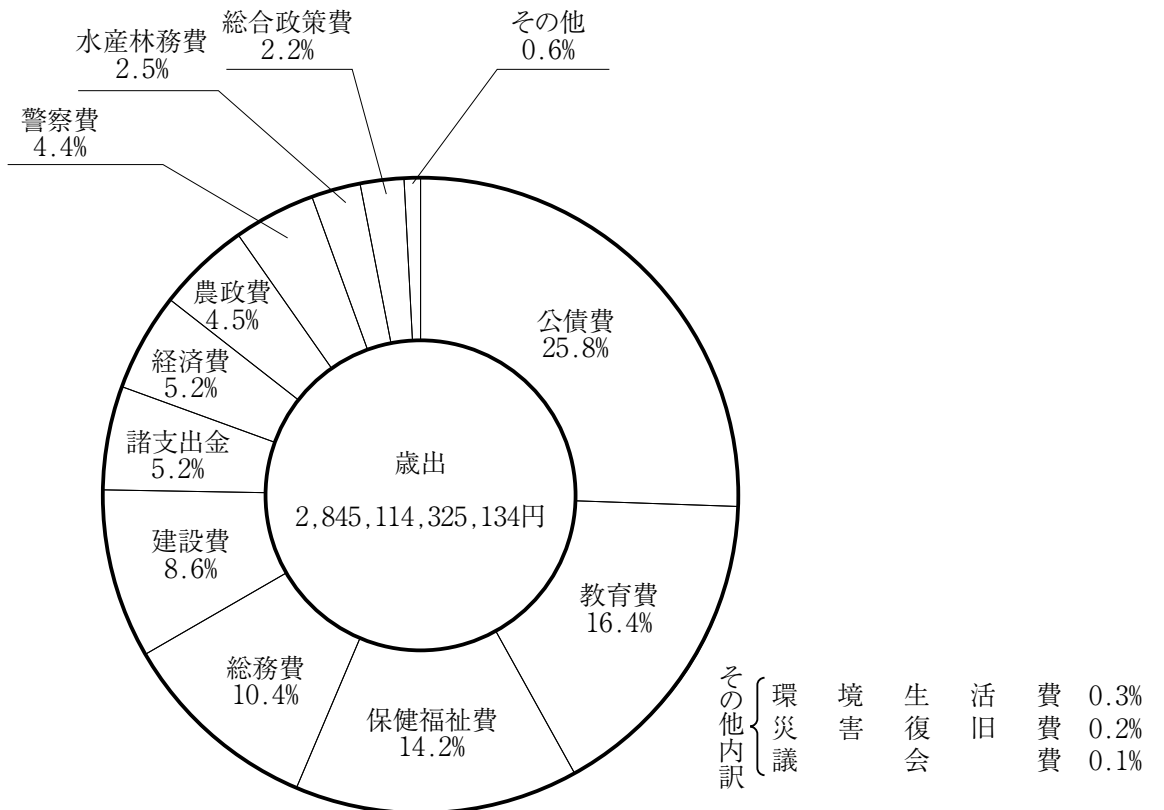 その他
0.6%
総合政策費
2.2%
水産林務費
2.5%
警察費
4.4%
農政費
4.5%
経済費
5.2%
諸支出金
5.2%
建設費
8.6%
総務費
10.4%
保健福祉費
14.2%
教育費
16.4%
公債費
25.8%
歳出
2,845,114,325,134円
その他内訳
環境生活費 0.3%
災害復旧費 0.2%
議会費 0.1%